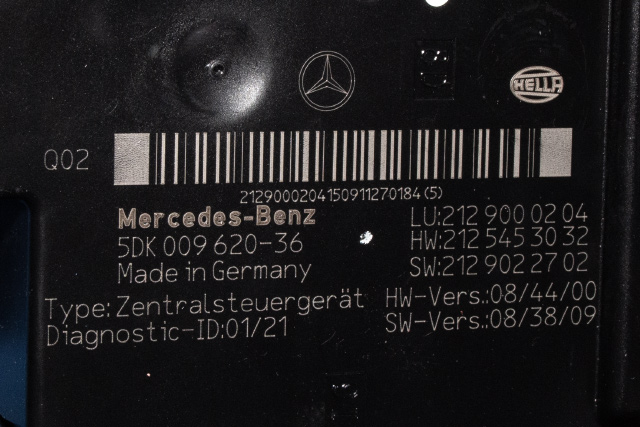 HELLA
Q02
2129000204150911270184 (5)
Mercedes-Benz
LU:212 900 02 04
5DK 009 620-36
HW:212 545 30 32
Made in Germany
SW:212 902 27 02
Type: Zentralsteuergerät
HW-Vers.:08/44/00
Diagnostic-ID:01/21
SW-Vers.:08/38/09